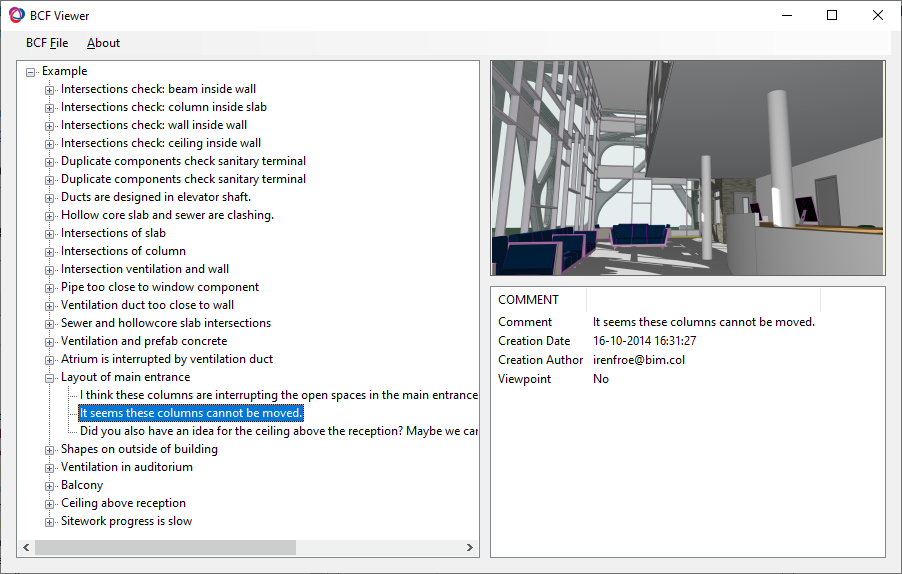 BCF Viewer
BCF File About
Example
Intersections check: beam inside wall
Intersections check: column inside slab
Intersections check: wall inside wall
Intersections check: ceiling inside wall
Duplicate components check sanitary terminal
Duplicate components check sanitary terminal
Ducts are designed in elevator shaft.
Hollow core slab and sewer are clashing.
Intersections of slab
Intersections of column
Intersection ventilation and wall
Pipe too close to window component
Ventilation duct too close to wall
Sewer and hollowcore slab intersections
Ventilation and prefab concrete
Atrium is interrupted by ventilation duct
Layout of main entrance
I think these columns are interrupting the open spaces in the main entrance
It seems these columns cannot be moved.
Did you also have an idea for the ceiling above the reception? Maybe we can
Shapes on outside of building
Ventilation in auditorium
Balcony
Ceiling above reception
Sitework progress is slow
COMMENT
Comment It seems these columns cannot be moved.
Creation Date 16-10-2014 16:31:27
Creation Author irenfroe@bim.col
Viewpoint No